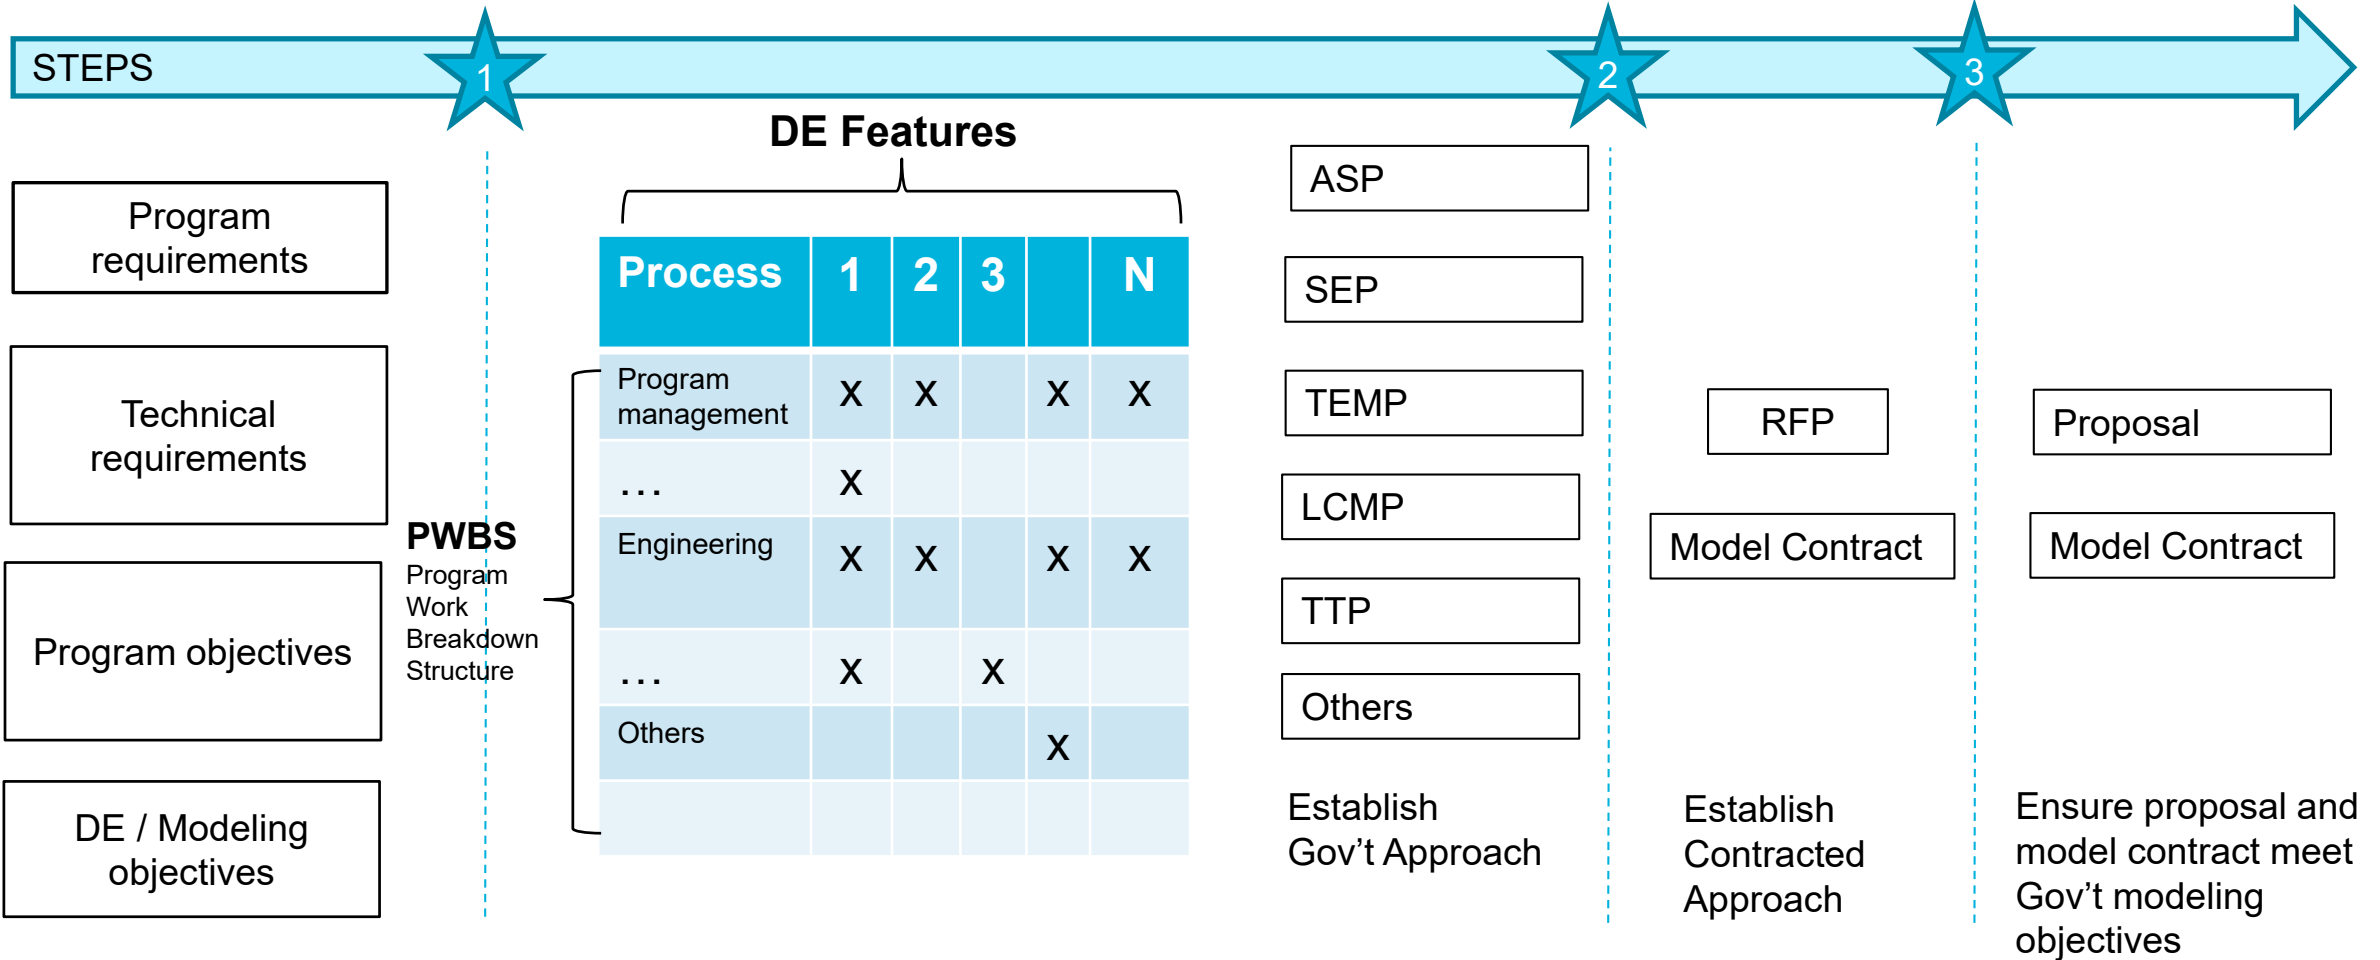 STEPS
1
2
3
Program
requirements
Technical
requirements
Program objectives
DE / Modeling
objectives
PWBS
Program
Work
Breakdown
Structure
DE Features
Process 1 2 3 N
Program
management x x x x
... x
Engineering x x x x
... x x
Others x
ASP
SEP
TEMP
LCMP
TTP
Others
Establish
Gov’t Approach
RFP
Model Contract
Establish
Contracted
Approach
Proposal
Model Contract
Ensure proposal and
model contract meet
Gov’t modeling
objectives